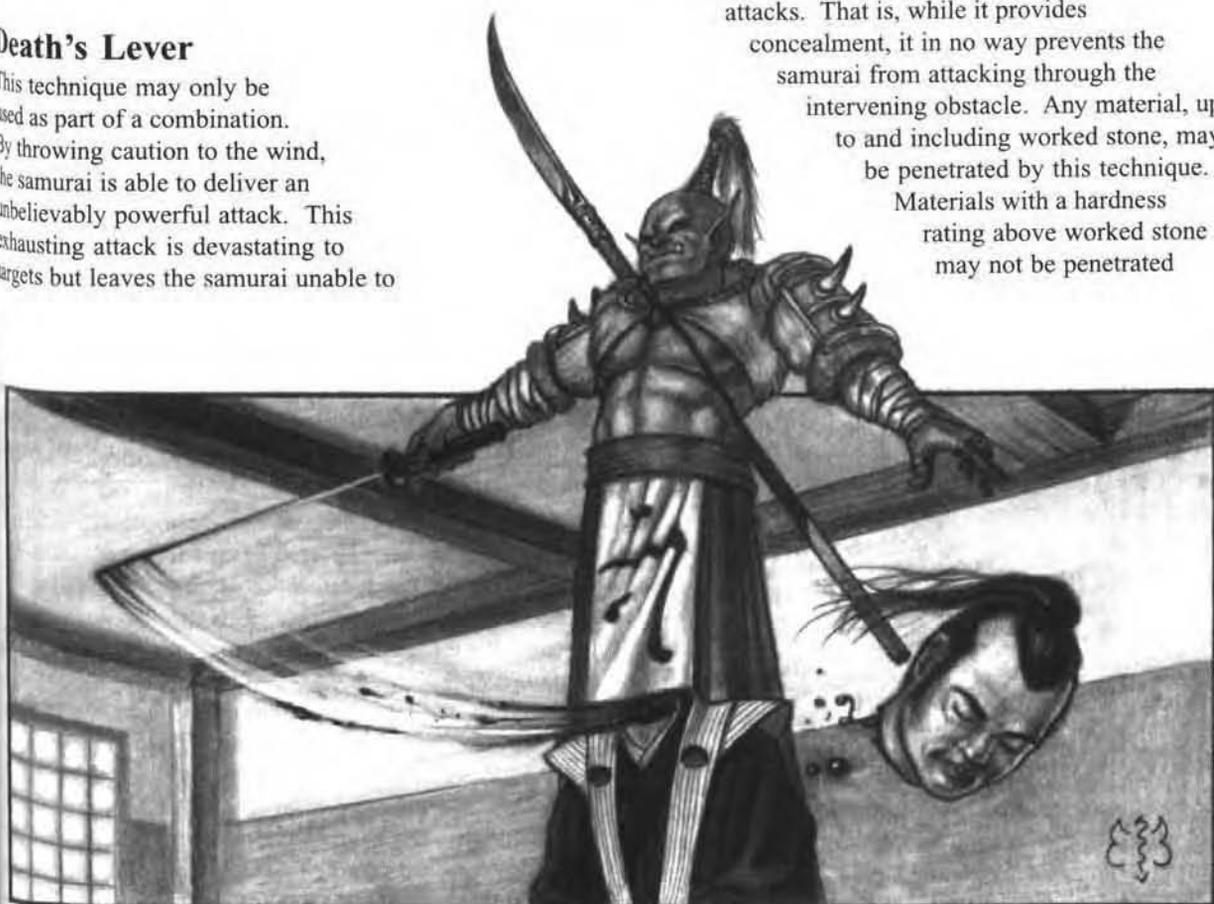 Death's Lever
This technique may only be
used as part of a combination.
By throwing caution to the wind,
the samurai is able to deliver an
unbelievably powerful attack. This
exhausting attack is devastating to
targets but leaves the samurai unable to
attacks. That is, while it provides
concealment, it in no way prevents the
samurai from attacking through the
intervening obstacle. Any material, up
to and including worked stone, may
be penetrated by this technique.
Materials with a hardness
rating above worked stone
may not be penetrated